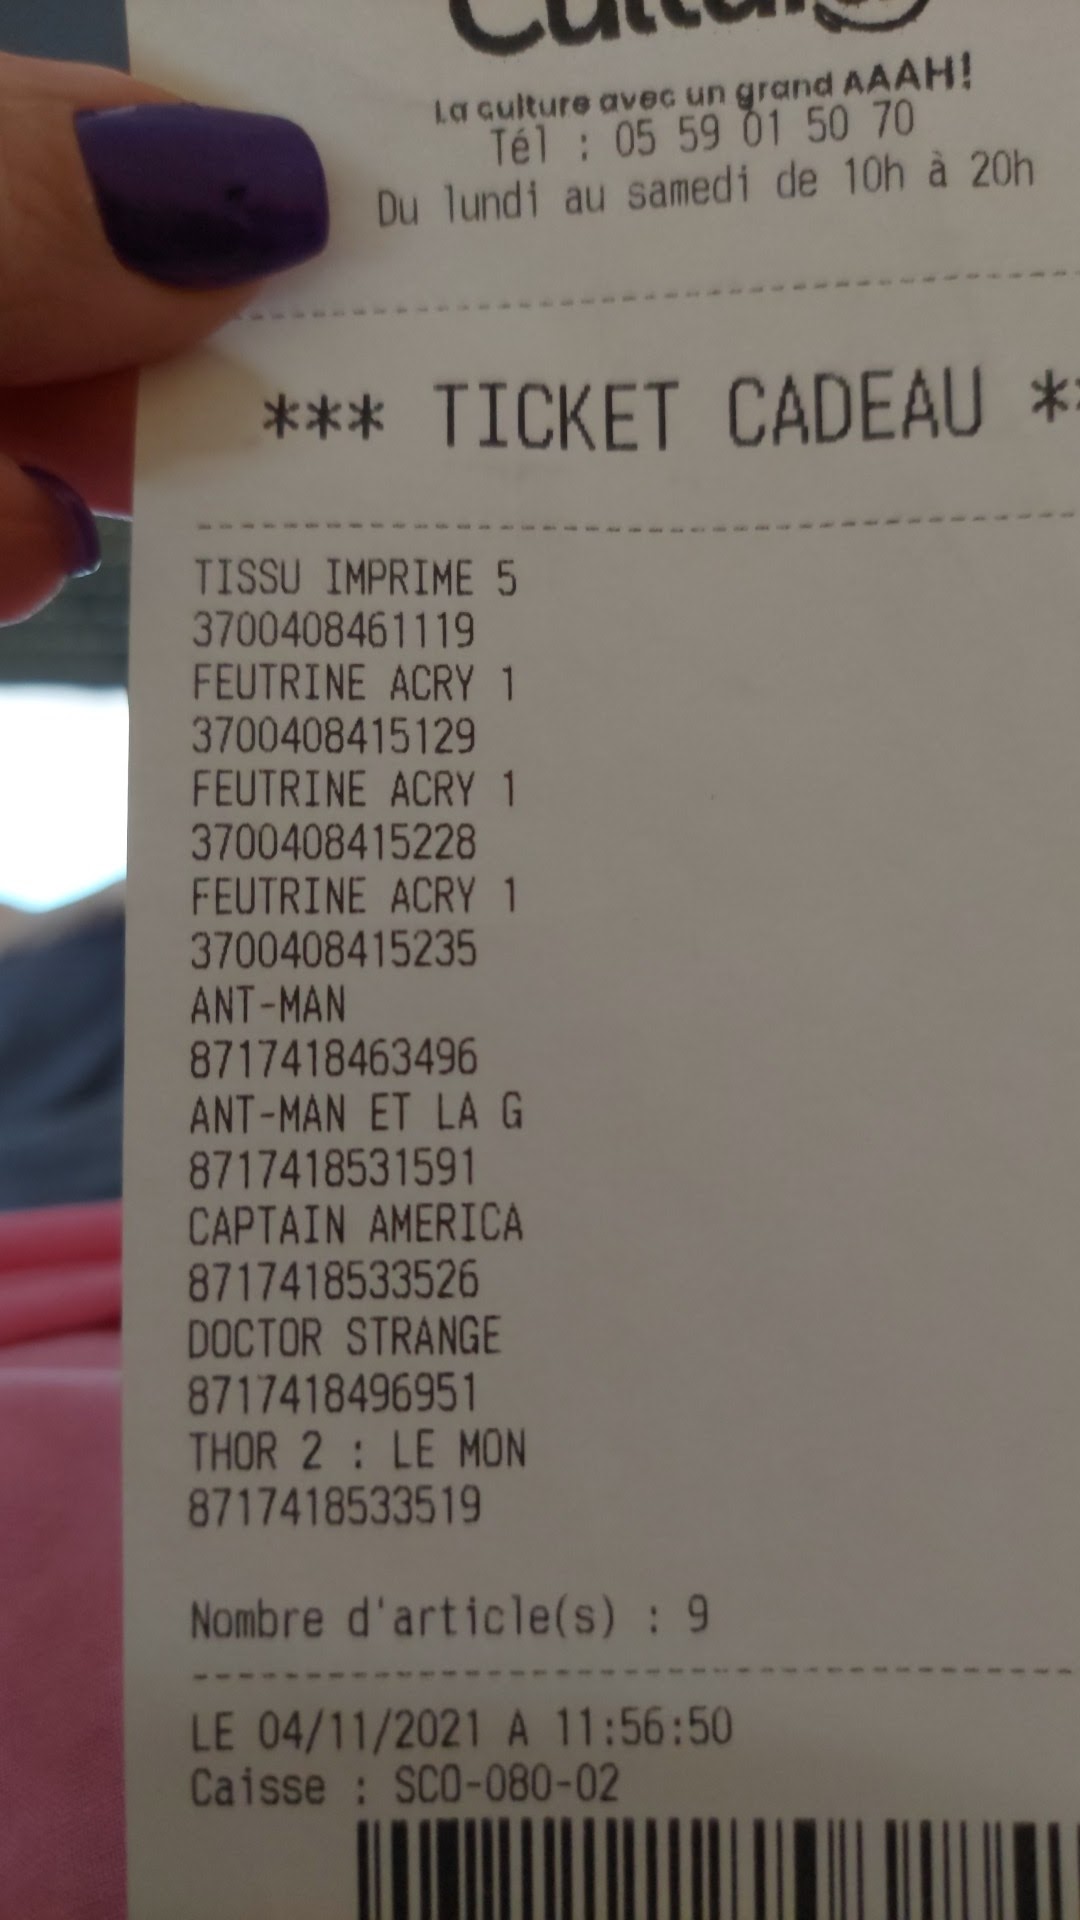 Cultura
La culture avec un grand AAAH!
Tél : 05 59 01 50 70
Du lundi au samedi de 10h à 20h
*** TICKET CADEAU **
TISSU IMPRIME 5
3700408461119
FEUTRINE ACRY 1
3700408415129
FEUTRINE ACRY 1
3700408415228
FEUTRINE ACRY 1
3700408415235
ANT-MAN
8717418463496
ANT-MAN ET LA G
8717418531591
CAPTAIN AMERICA
8717418533526
DOCTOR STRANGE
8717418496951
THOR 2 : LE MON
8717418533519
Nombre d'article(s) : 9
LE 04/11/2021 A 11:56:50
Caisse : SCO-080-02